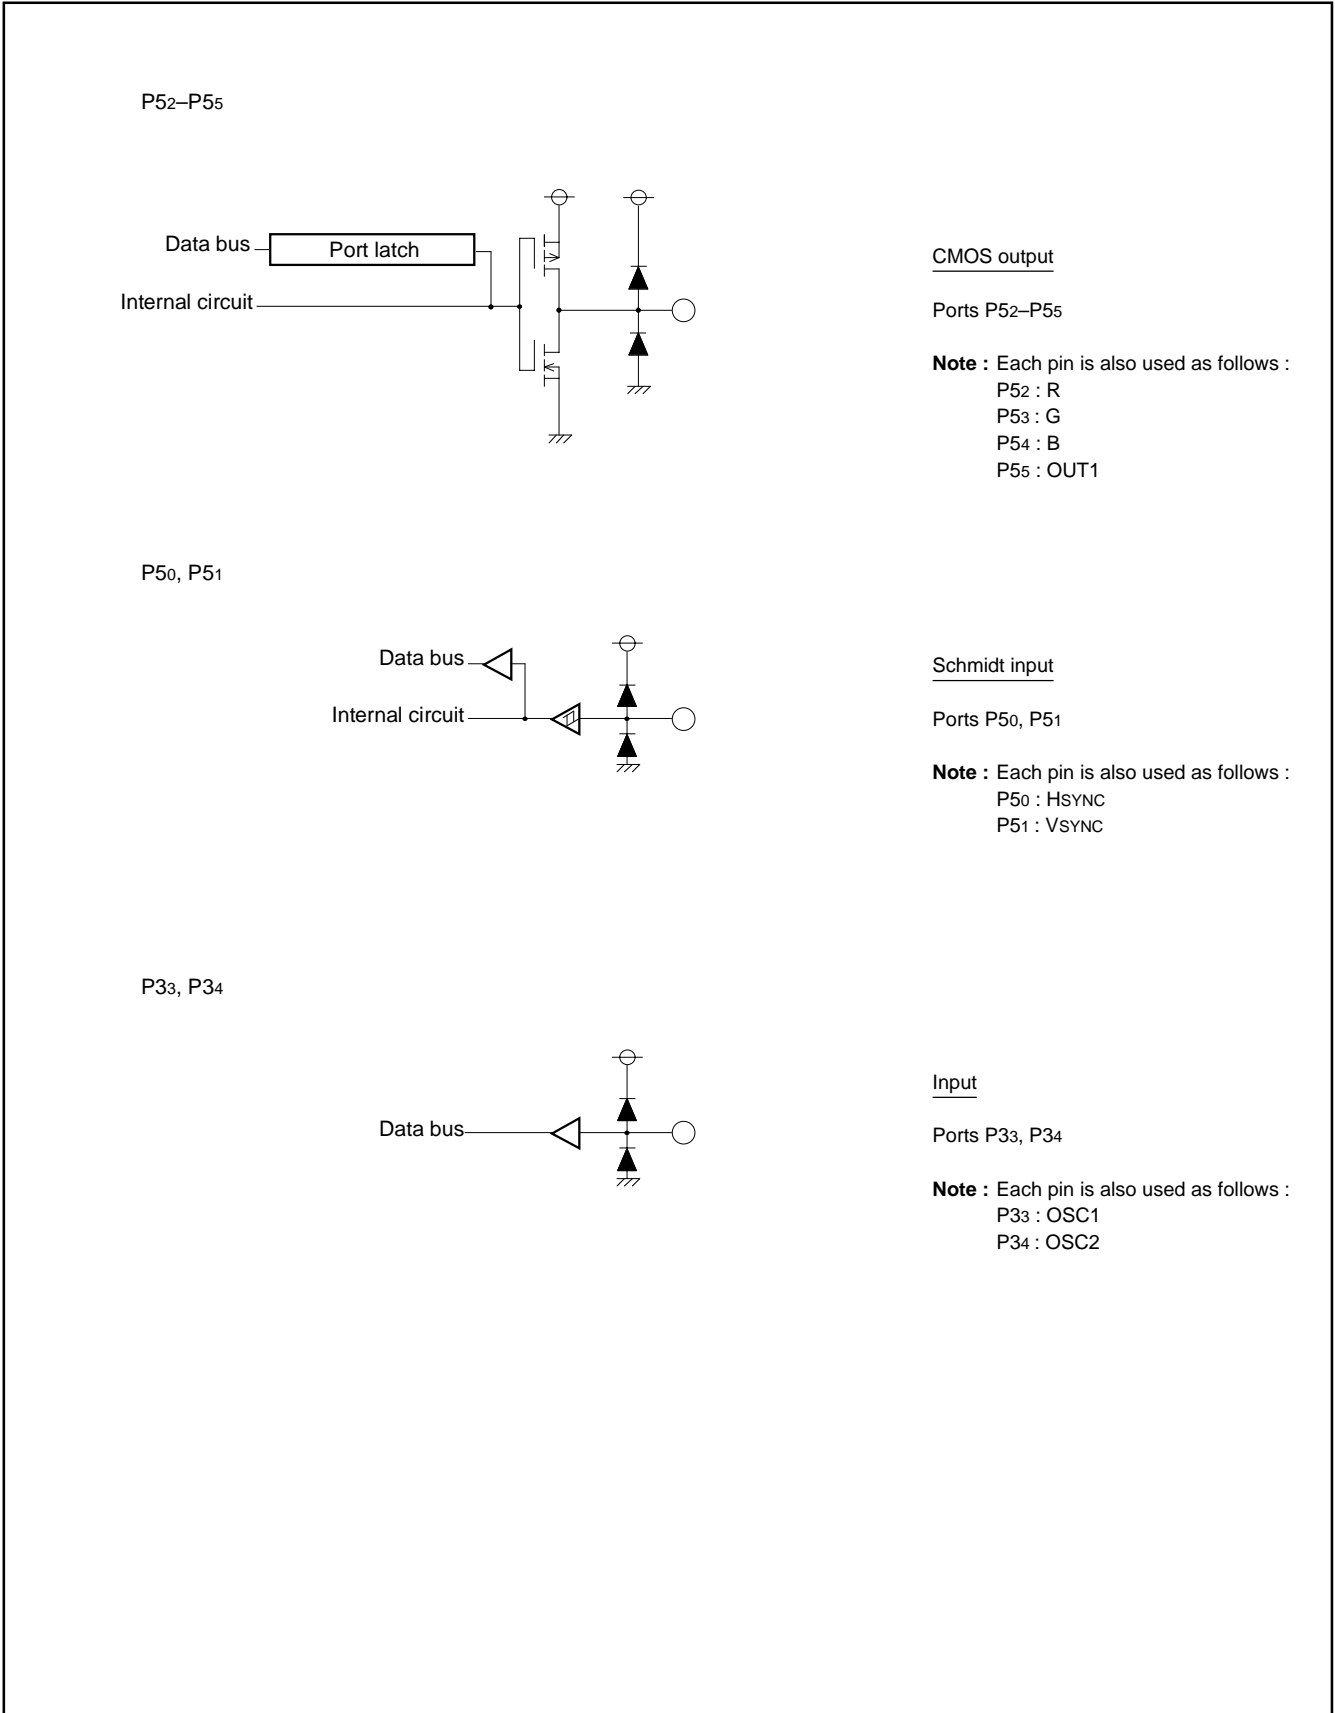 P52–P55
Data bus
Port latch
Internal circuit
CMOS output
Ports P52–P55
Note : Each pin is also used as follows :
P52 : R
P53 : G
P54 : B
P55 : OUT1
P50, P51
Data bus
Internal circuit
Schmidt input
Ports P50, P51
Note : Each pin is also used as follows :
P50 : HSYNC
P51 : VSYNC
P33, P34
Data bus
Input
Ports P33, P34
Note : Each pin is also used as follows :
P33 : OSC1
P34 : OSC2